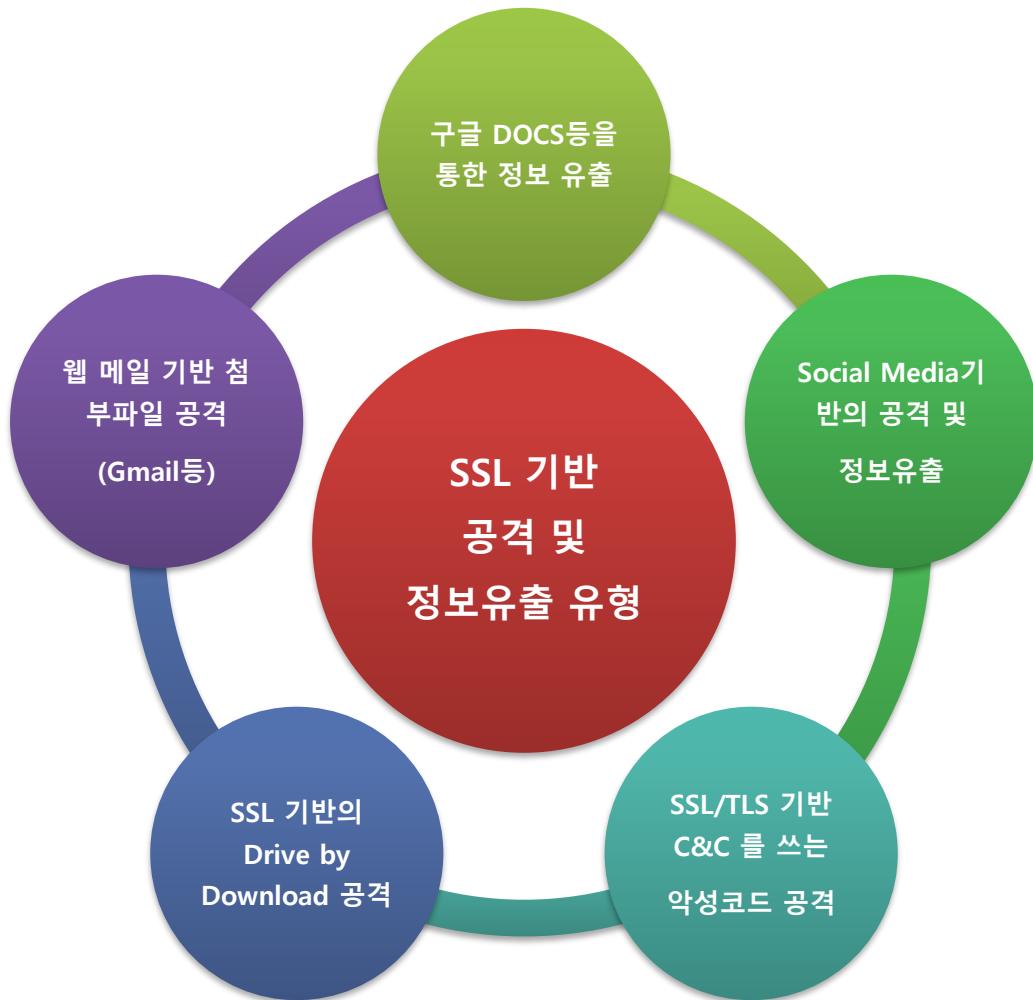 구글 DOCS등을
통한 정보 유출
웹 메일 기반 첨
부파일 공격
(Gmail등)
Social Media기
반의 공격 및
정보유출
SSL 기반
공격 및
정보유출 유형
SSL 기반의
Drive by
Download 공격
SSL/TLS 기반
C&C 를 쓰는
악성코드 공격